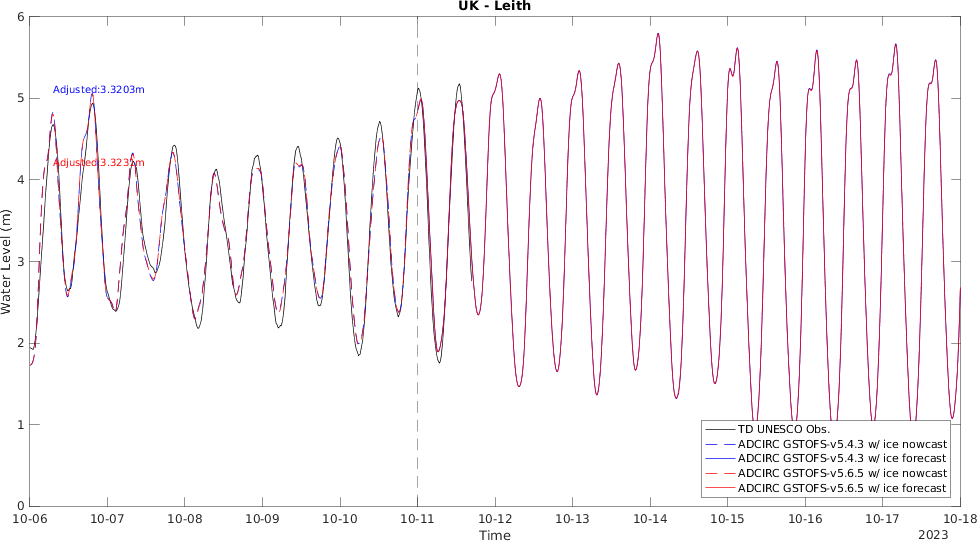 UK - Leith
6
5
4
3
2
1
0
Water Level (m)
Adjusted:3.3203m
Adjusted:3.3232m
TD UNESCO Obs.
ADCIRC GSTOFS-v5.4.3 w/ ice nowcast
ADCIRC GSTOFS-v5.4.3 w/ ice forecast
ADCIRC GSTOFS-v5.6.5 w/ ice nowcast
ADCIRC GSTOFS-v5.6.5 w/ ice forecast
10-06 10-07 10-08 10-09 10-10 10-11 10-12 10-13 10-14 10-15 10-16 10-17 10-18
Time
2023